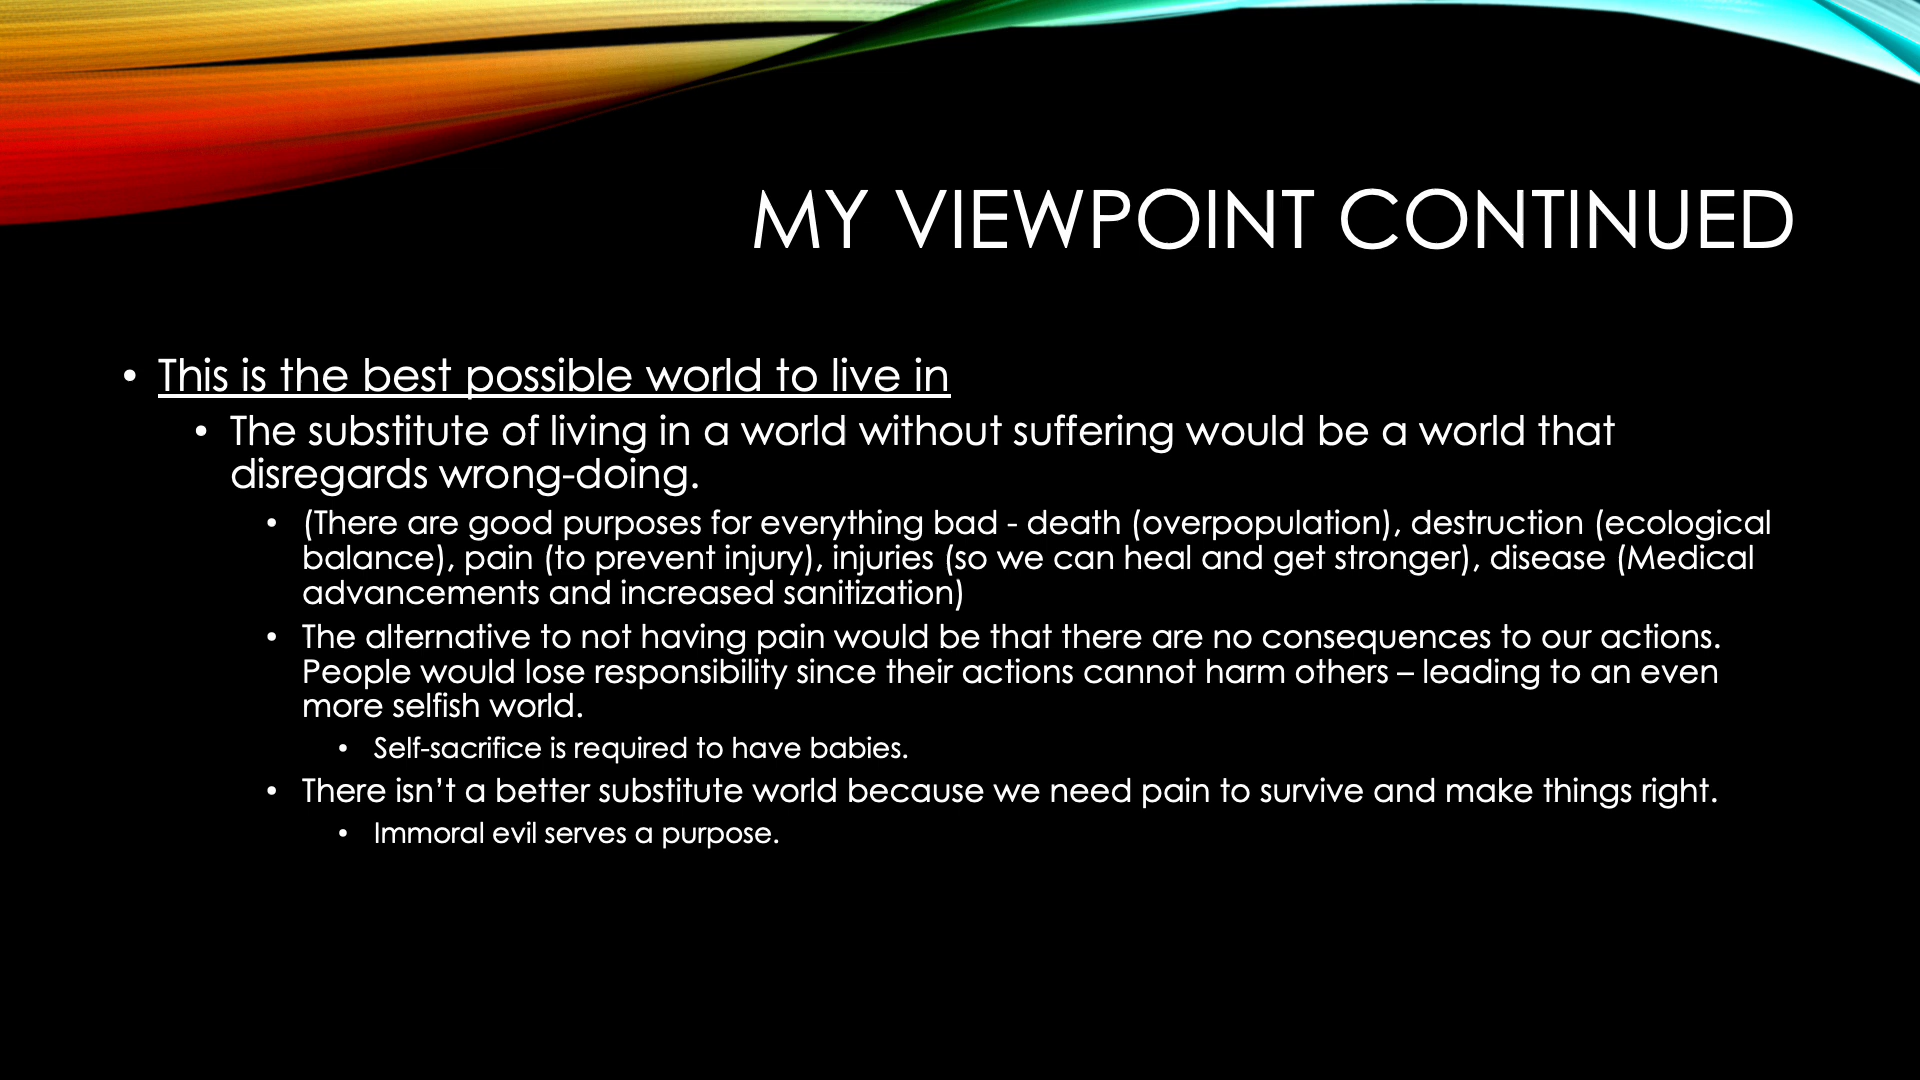 MY VIEWPOINT CONTINUED
• This is the best possible world to live in
• The substitute of living in a world without suffering would be a world that
disregards wrong-doing.
• (There are good purposes for everything bad - death (overpopulation), destruction (ecological
balance), pain (to prevent injury), injuries (so we can heal and get stronger), disease (Medical
advancements and increased sanitization)
• The alternative to not having pain would be that there are no consequences to our actions.
People would lose responsibility since their actions cannot harm others – leading to an even
more selfish world.
• Self-sacrifice is required to have babies.
• There isn’t a better substitute world because we need pain to survive and make things right.
• Immoral evil serves a purpose.